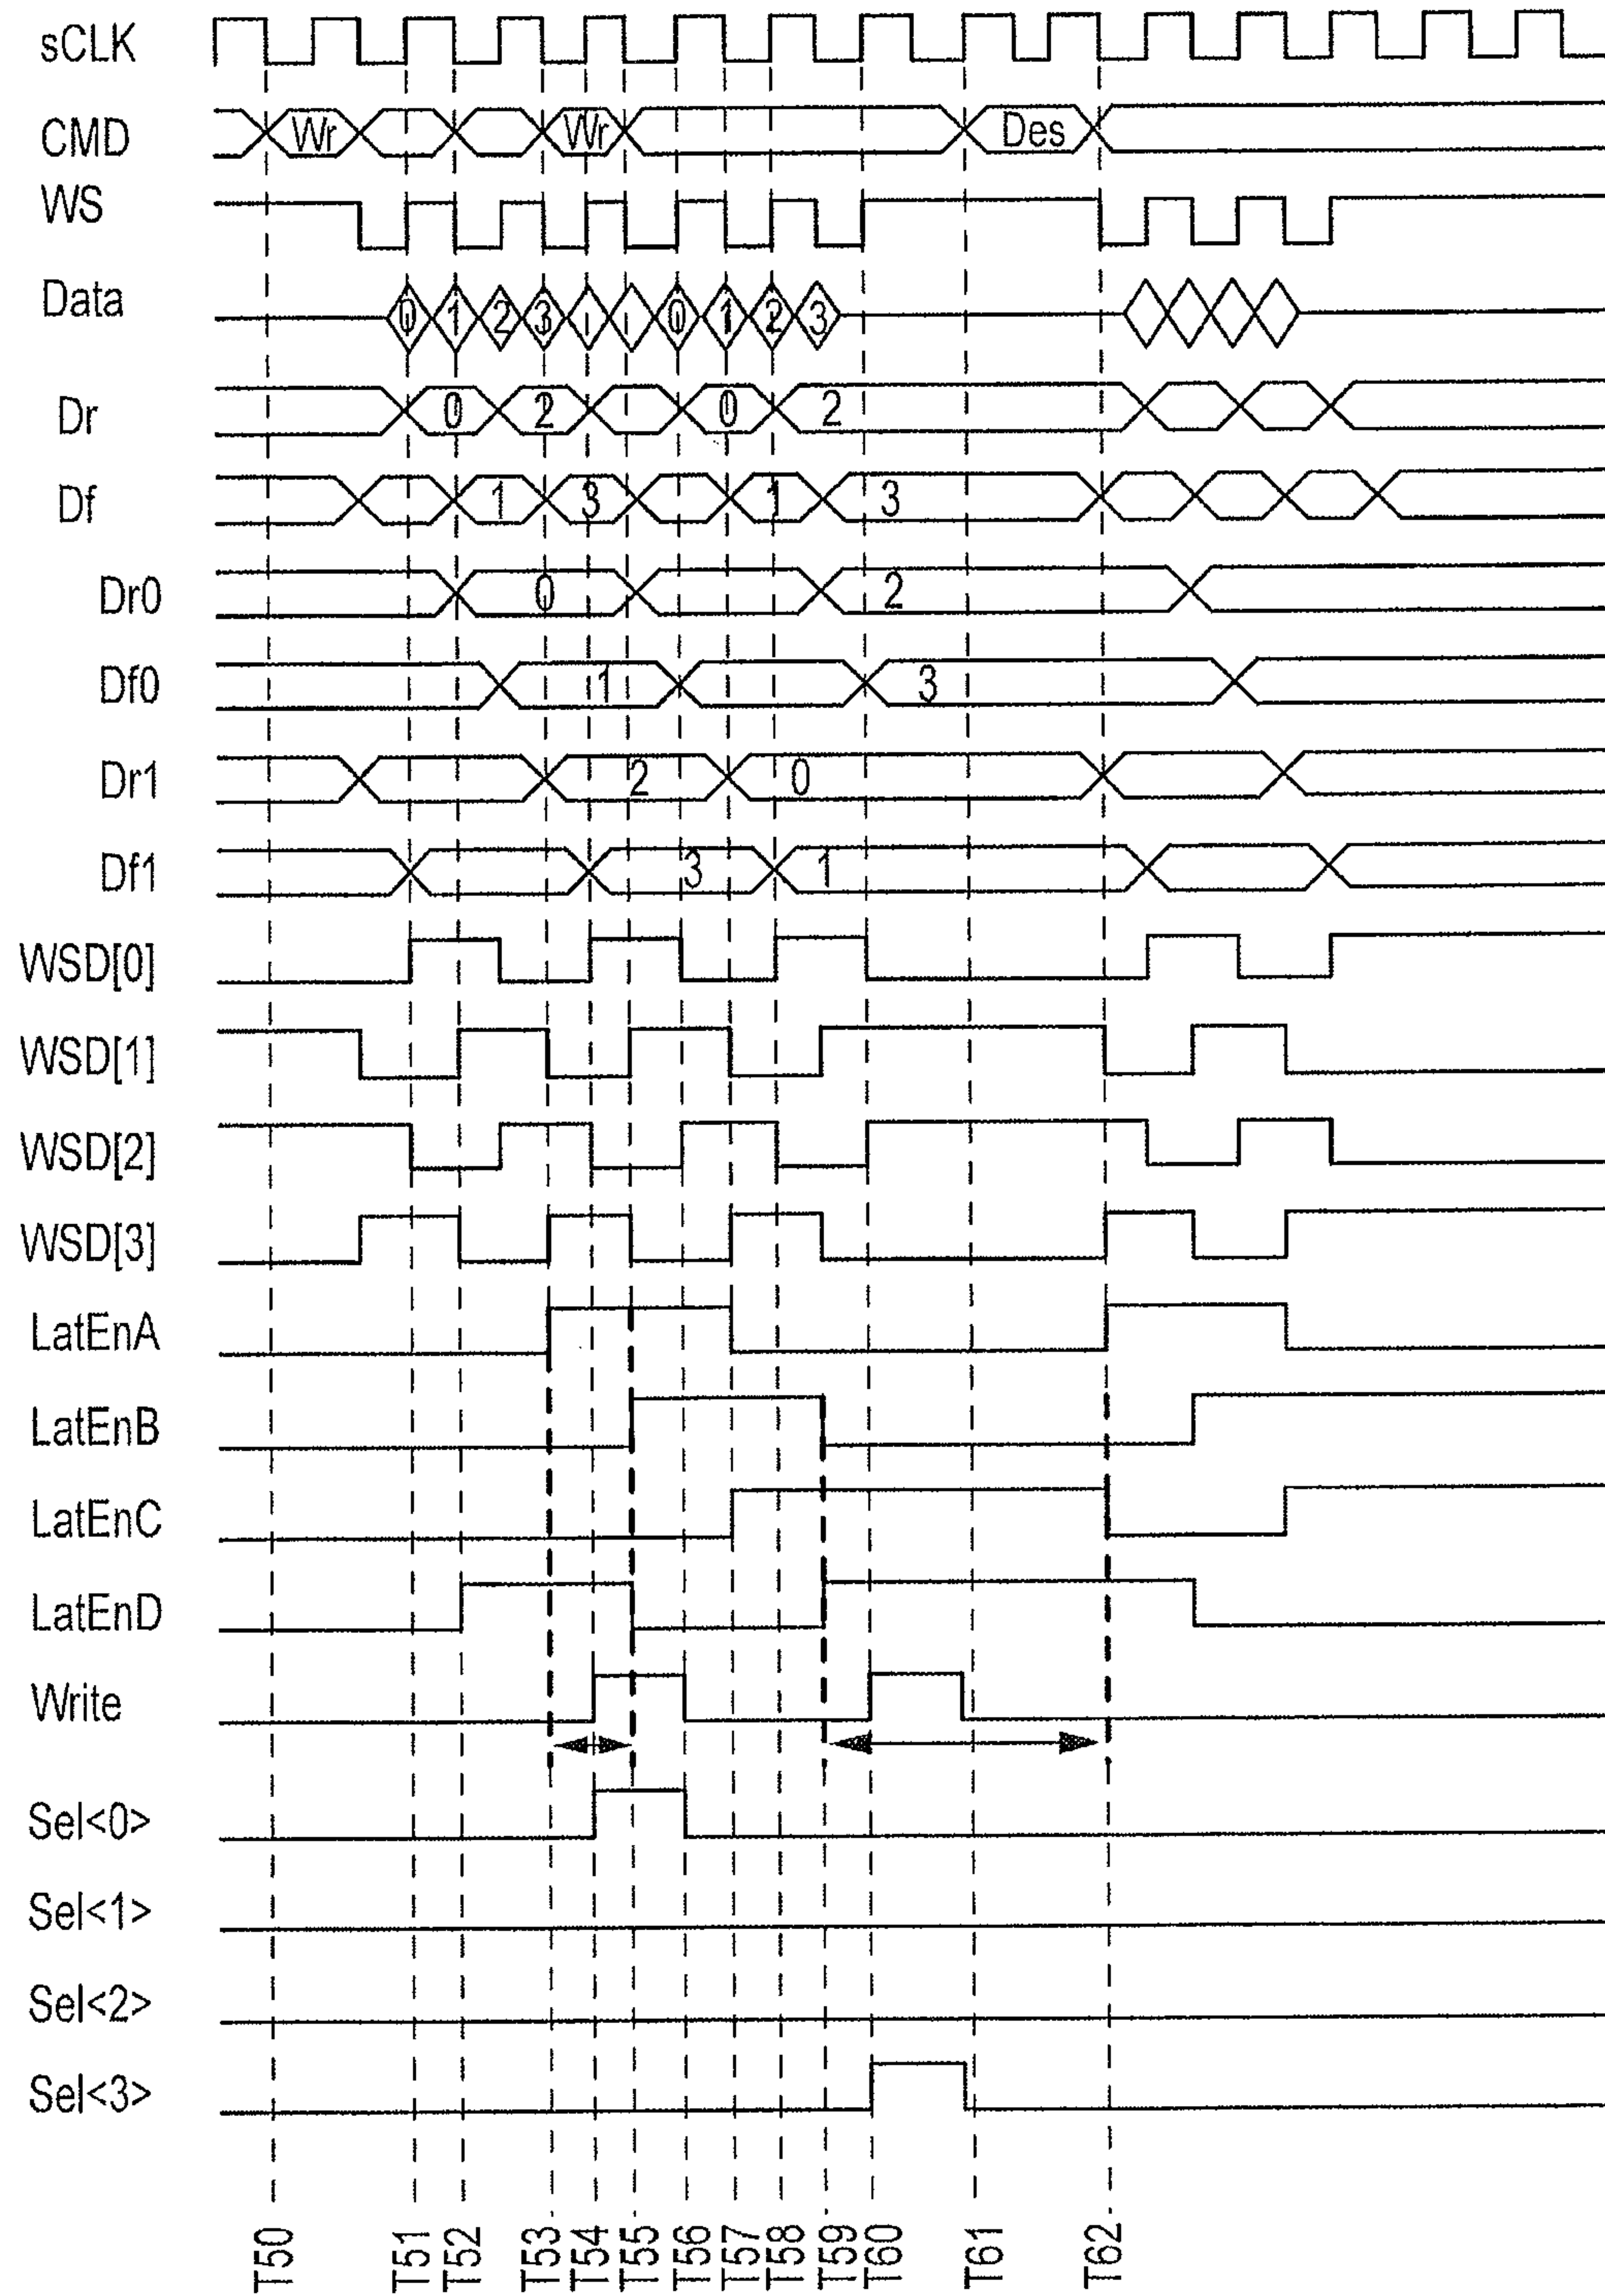 sCLK
CMD Wr Wr Des
WS
Data 0 1 2 3 0 1 2 3
Dr 0 2 0 2
Df 1 3 1 3
Dr0 0 2
Df0 1 3
Dr1 2 0
Df1 3 1
WSD[0]
WSD[1]
WSD[2]
WSD[3]
LatEnA
LatEnB
LatEnC
LatEnD
Write
Sel<0>
Sel<1>
Sel<2>
Sel<3>
T50 T51 T52 T53 T54 T55 T56 T57 T58 T59 T60 T61 T62